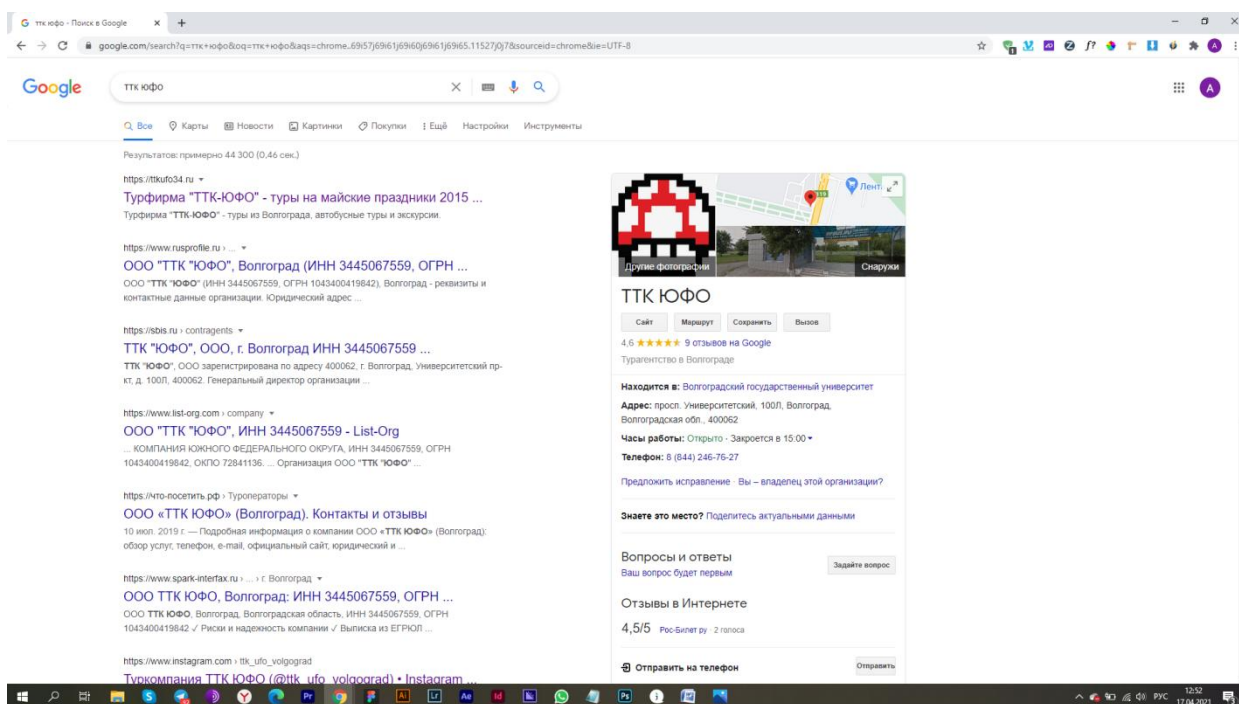 ттк юфо - Поиск в Google
google.com/search?q=ттк+юфо&oq=ттк+юфо&aqs=chrome..69i57j69i61j69i60j69i61j69i65.11527j0j7&sourceid=chrome&ie=UTF-8
Google
ттк юфо
A
Все Карты Новости Картинки Покупки Ещё Настройки Инструменты
Результатов: примерно 44 300 (0,46 сек.)
https://ttkufo34.ru
Турфирма "ТТК-ЮФО" - туры на майские праздники 2015 ...
Турфирма "ТТК-ЮФО" - туры из Волгограда, автобусные туры и экскурсии.
https://www.rusprofile.ru › ...
ООО "ТТК "ЮФО", Волгоград (ИНН 3445067559, ОГРН ...
ООО "ТТК "ЮФО" (ИНН 3445067559, ОГРН 1043400419842), Волгоград - реквизиты и
контактные данные организации. Юридический адрес ...
https://sbis.ru › contragents
ТТК "ЮФО", ООО, г. Волгоград ИНН 3445067559 ...
ТТК "ЮФО", ООО зарегистрирована по адресу 400062, г. Волгоград, Университетский пр-
кт, д. 100Л, 400062. Генеральный директор организации ...
https://www.list-org.com › company
ООО "ТТК "ЮФО", ИНН 3445067559 - List-Org
... КОМПАНИЯ ЮЖНОГО ФЕДЕРАЛЬНОГО ОКРУГА, ИНН 3445067559, ОГРН
1043400419842, ОКПО 72841136. ... Организация ООО "ТТК "ЮФО" ...
https://что-посетить.рф › Туроператоры
ООО «ТТК ЮФО» (Волгоград). Контакты и отзывы
10 июл. 2019 г. — Подробная информация о компании ООО «ТТК ЮФО» (Волгоград):
обзор услуг, телефон, e-mail, официальный сайт, юридический и ...
https://www.spark-interfax.ru › ... › г. Волгоград
ООО ТТК ЮФО, Волгоград: ИНН 3445067559, ОГРН ...
ООО ТТК ЮФО, Волгоград, Волгоградская область, ИНН 3445067559, ОГРН
1043400419842 ✓ Риски и надежность компании ✓ Выписка из ЕГРЮЛ ...
https://www.instagram.com › ttk_ufo_volgograd
Туркомпания ТТК ЮФО (@ttk_ufo_volgograd) • Instagram ...
Лент
Другие фотографии
Снаружи
ТТК ЮФО
Сайт Маршрут Сохранить Вызов
4,6 9 отзывов на Google
Турагентство в Волгограде
Находится в: Волгоградский государственный университет
Адрес: просп. Университетский, 100Л, Волгоград,
Волгоградская обл., 400062
Часы работы: Открыто · Закроется в 15:00
Телефон: 8 (844) 246-76-27
Предложить исправление · Вы – владелец этой организации?
Знаете это место? Поделитесь актуальными данными
Вопросы и ответы
Ваш вопрос будет первым
Задайте вопрос
Отзывы в Интернете
4,5/5 Рос-Билет ру · 2 голоса
Отправить на телефон
Отправить
РУС
12:52
17.04.2021